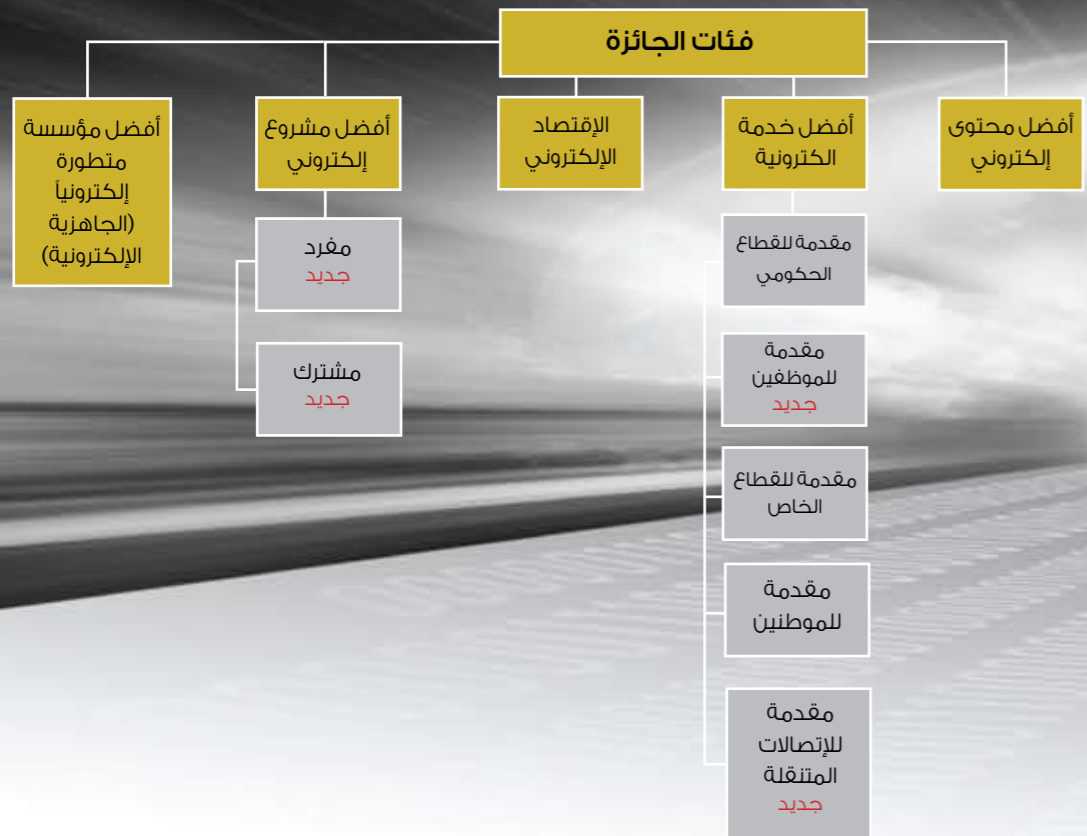 فئات الجائزة
أفضل محتوى
إلكتروني
أفضل خدمة
الكترونية
مقدمة للقطاع
الحكومي
مقدمة
للموظفين
جديد
مقدمة للقطاع
الخاص
مقدمة
للموطنين
مقدمة
للإتصالات
المتنقلة
جديد
الإقتصاد
الإلكتروني
أفضل مشروع
إلكتروني
مفرد
جديد
مشترك
جديد
أفضل مؤسسة
متطورة
إلكترونياً
(الجاهزية
الإلكترونية)